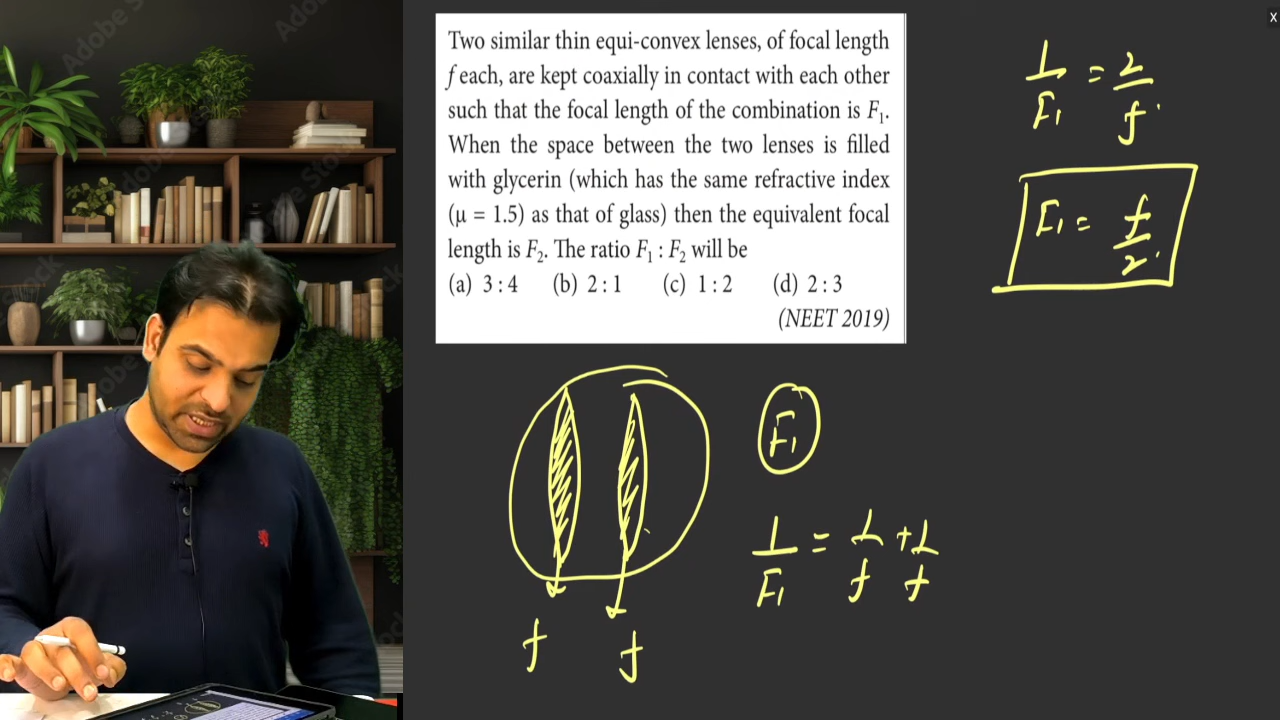 Two similar thin equi-convex lenses, of focal length
f each, are kept coaxially in contact with each other
such that the focal length of the combination is F₁.
When the space between the two lenses is filled
with glycerin (which has the same refractive index
(μ = 1.5) as that of glass) then the equivalent focal
length is F₂. The ratio F₁ : F₂ will be
(a) 3 : 4 (b) 2 : 1 (c) 1 : 2 (d) 2 : 3
(NEET 2019)
1/F₁ = 2/f
F₁ = f/2
F₁
1/F₁ = 1/f + 1/f
f f
X
Adobe Stock